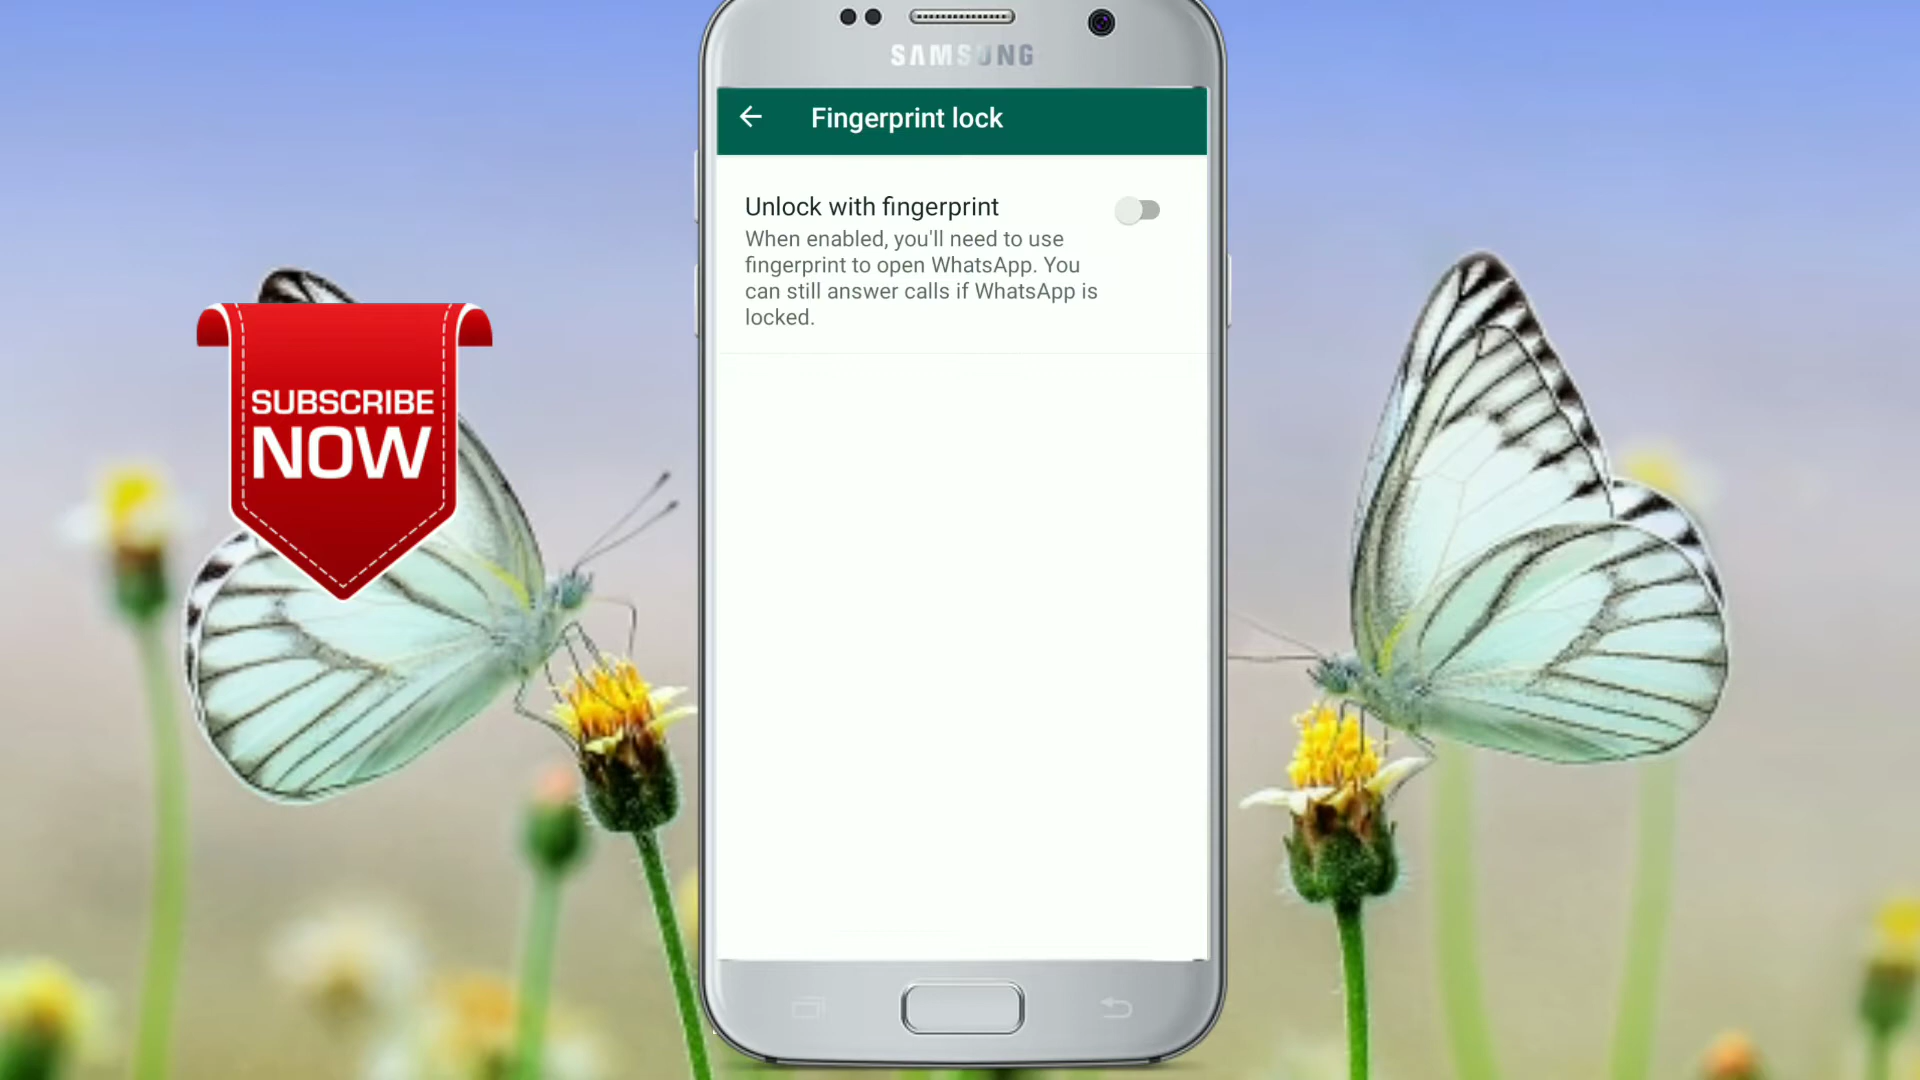 SAMSUNG
Fingerprint lock
Unlock with fingerprint
When enabled, you'll need to use
fingerprint to open WhatsApp. You
can still answer calls if WhatsApp is
locked.
SUBSCRIBE
NOW